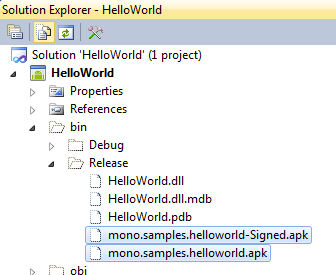 Solution Explorer - HelloWorld
Solution 'HelloWorld' (1 project)
HelloWorld
Properties
References
bin
Debug
Release
HelloWorld.dll
HelloWorld.dll.mdb
HelloWorld.pdb
mono.samples.helloworld-Signed.apk
mono.samples.helloworld.apk
obj